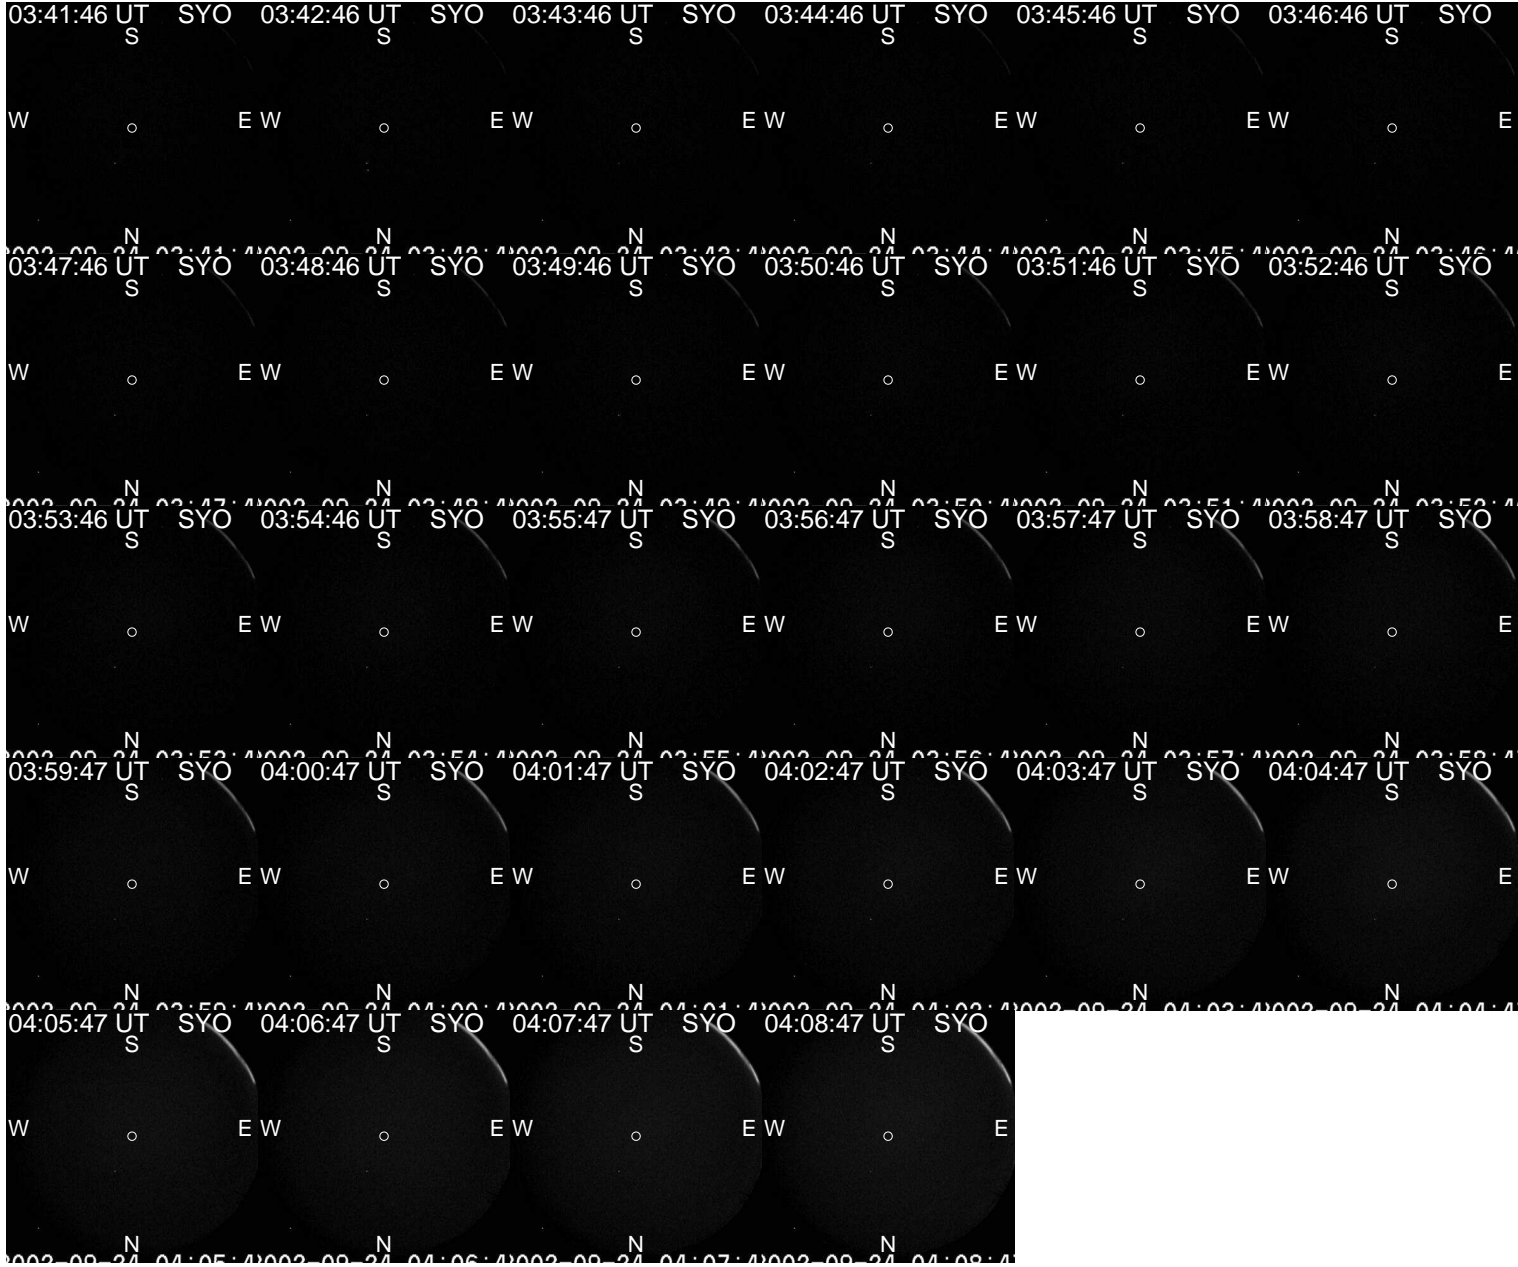 03:41:46 UT SYO 03:42:46 UT SYO 03:43:46 UT SYO 03:44:46 UT SYO 03:45:46 UT SYO 03:46:46 UT SYO
S S S S S S
W E W E W E W E W E W E
N N N N N N
03:47:46 UT SYO 03:48:46 UT SYO 03:49:46 UT SYO 03:50:46 UT SYO 03:51:46 UT SYO 03:52:46 UT SYO
S S S S S S
W E W E W E W E W E W E
N N N N N N
03:53:46 UT SYO 03:54:46 UT SYO 03:55:47 UT SYO 03:56:47 UT SYO 03:57:47 UT SYO 03:58:47 UT SYO
S S S S S S
W E W E W E W E W E W E
N N N N N N
03:59:47 UT SYO 04:00:47 UT SYO 04:01:47 UT SYO 04:02:47 UT SYO 04:03:47 UT SYO 04:04:47 UT SYO
S S S S S S
W E W E W E W E W E W E
N N N N N N
04:05:47 UT SYO 04:06:47 UT SYO 04:07:47 UT SYO 04:08:47 UT SYO
S S S S
W E W E W E W E
N N N N